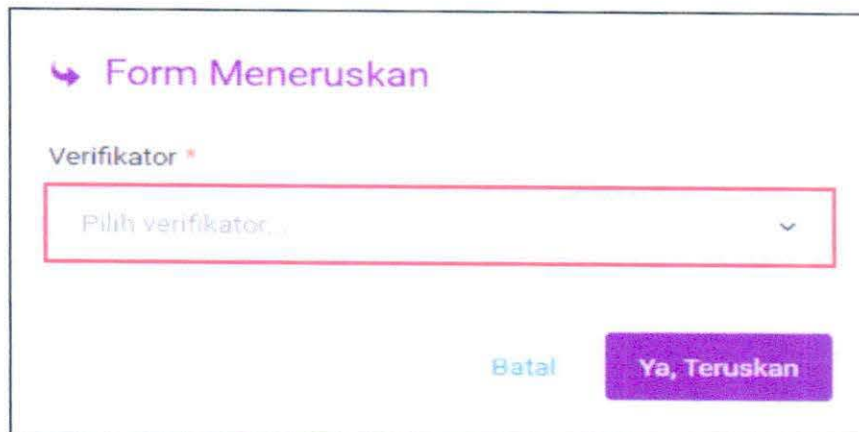 Form Meneruskan
Verifikator *
Pilih verifikator...
Batal
Ya, Teruskan